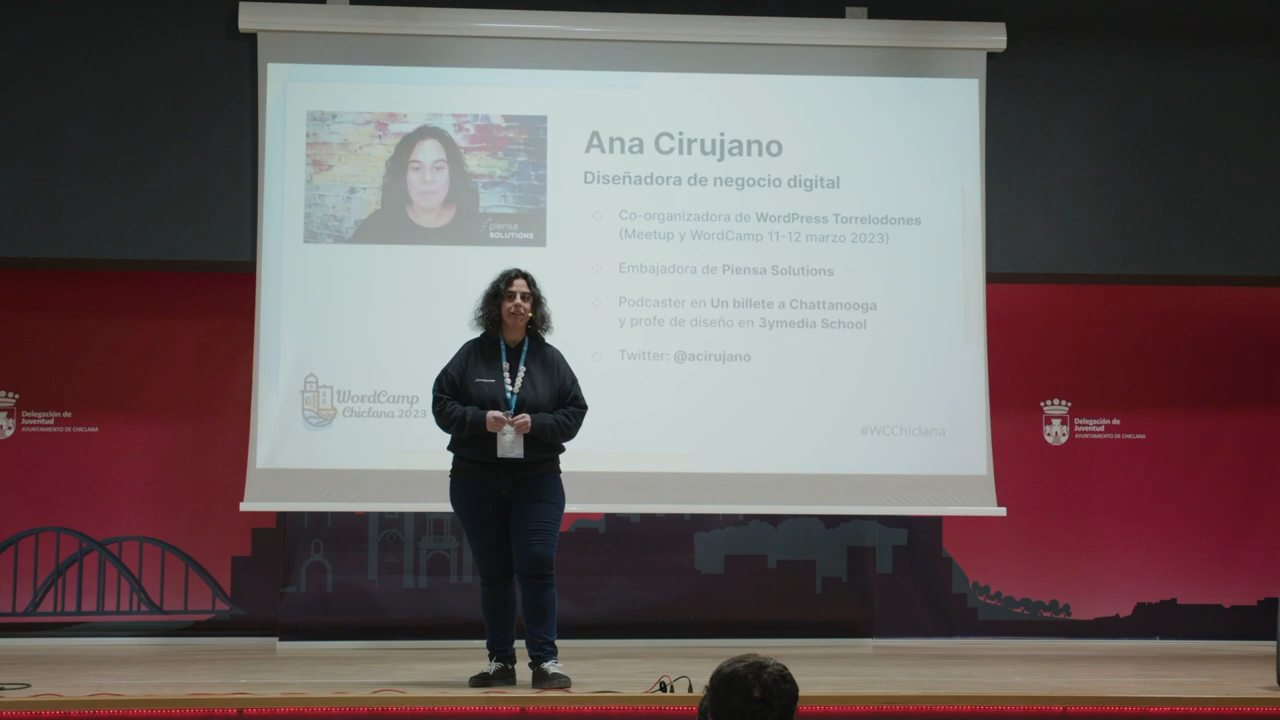 Ana Cirujano
Diseñadora de negocio digital
Co-organizadora de WordPress Torrelodones
(Meetup y WordCamp 11-12 marzo 2023)
Embajadora de Piensa Solutions
Podcaster en Un billete a Chattanooga
y profe de diseño en 3ymedia School
Twitter: @acirujano
#WCChiclana
piensa
SOLUTIONS
WordCamp
Chiclana 2023
Delegación de
Juventud
AYUNTAMIENTO DE CHICLANA
Delegación de
Juventud
AYUNTAMIENTO DE CHICLANA